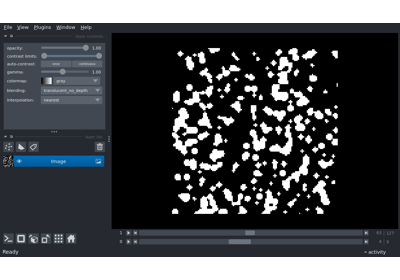 File View Plugins Window Help
opacity: 1.00
contrast limits:
auto-contrast: once continuous
gamma: 1.00
colormap: gray
blending: translucent_no_depth
interpolation: nearest
Image
1
0
Ready
activity